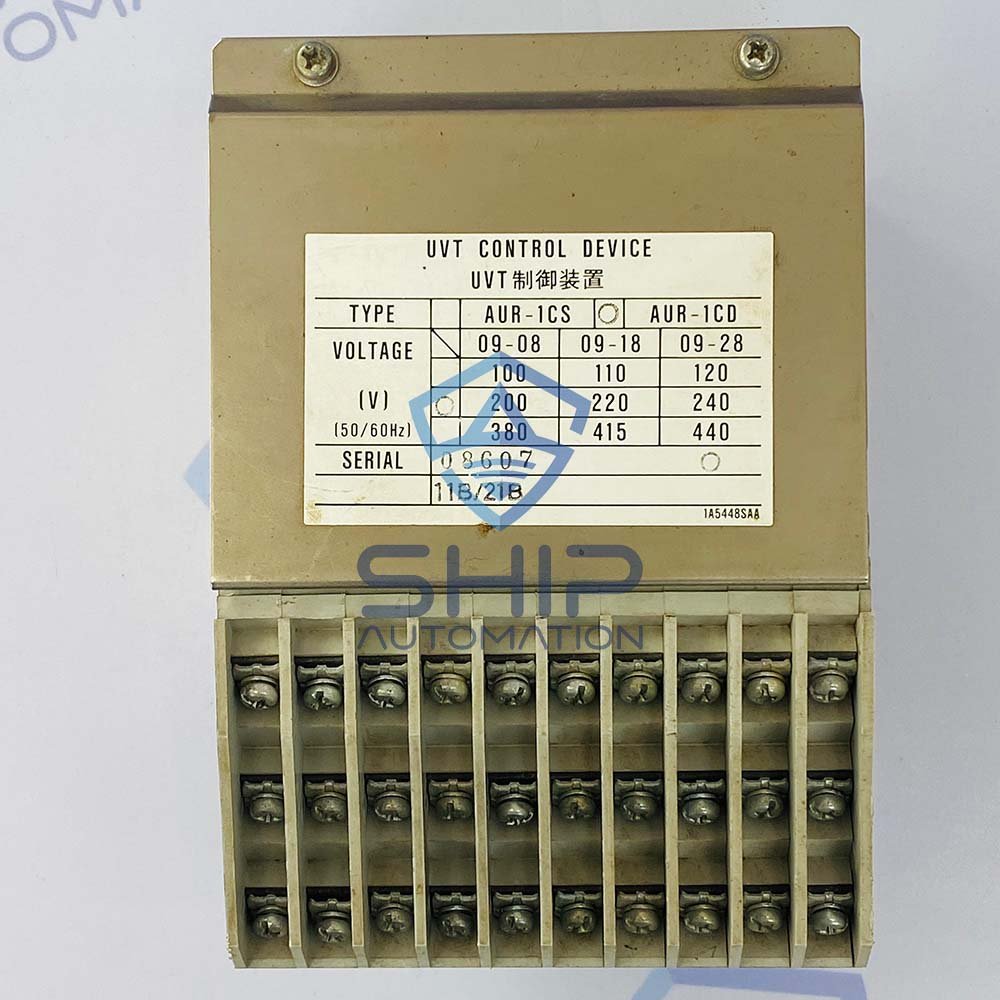 OMATION
UVT CONTROL DEVICE
UVT制御装置
TYPE AUR-1CS AUR-1CD
VOLTAGE 09-08 09-18 09-28
100 110 120
(V) 200 220 240
(50/60Hz) 380 415 440
SERIAL 08607
11B/21B
1A5448SAA
SHIP
AUTOMATION